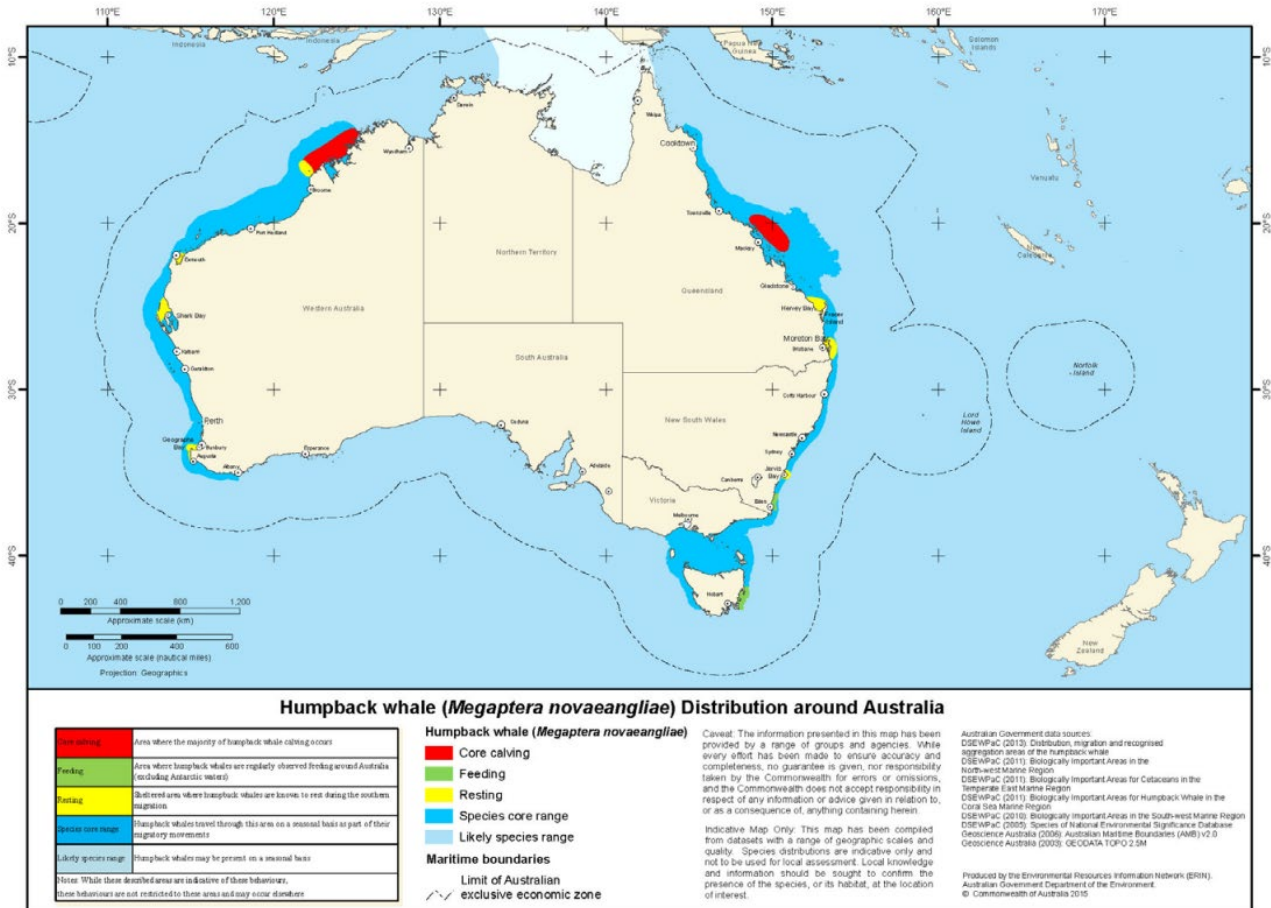 110°E 120°E 130°E 140°E 150°E 160°E 170°E
Indonesia
Indonesia
Papua New
Guinea
Solomon
Islands
10°S
10°S
Darwin
Weipa
Cooktown
Wyndham
Vanuatu
Broome
Townsville
20°S
20°S
Port Hedland
Mackay
Northern Territory
New
Caledonia
Exmouth
Queensland
Gladstone
Western Australia
Hervey Bay
Fraser
Island
Shark Bay
Moreton Bay
Brisbane
Kalbarri
South Australia
Geraldton
Norfolk
Island
30°S
30°S
Coffs Harbour
Perth
New South Wales
Lord
Howe
Island
Ceduna
Newcastle
Geographe
Bay
Bunbury
Augusta
Esperance
Sydney
Albany
Adelaide
Jervis
Bay
Canberra
Victoria
Eden
Melbourne
40°S
40°S
Hobart
New
Zealand
0 200 400 800 1,200
Approximate scale (km)
0 100 200 400 600
Approximate scale (nautical miles)
Projection: Geographics
Humpback whale (Megaptera novaeangliae) Distribution around Australia
Core calving Area where the majority of humpback whale calving occurs
Feeding Area where humpback whales are regularly observed feeding around Australia
(excluding Antarctic waters)
Resting Sheltered area where humpback whales are known to rest during the southern
migration
Species core range Humpback whales travel through this area on a seasonal basis as part of their
migratory movements
Likely species range Humpback whales may be present on a seasonal basis
Notes: While these described areas are indicative of these behaviours,
these behaviours are not restricted to these areas and may occur elsewhere
Humpback whale (Megaptera novaeangliae)
Core calving
Feeding
Resting
Species core range
Likely species range
Maritime boundaries
Limit of Australian
exclusive economic zone
Caveat: The information presented in this map has been
provided by a range of groups and agencies. While
every effort has been made to ensure accuracy and
completeness, no guarantee is given, nor responsibility
taken by the Commonwealth for errors or omissions,
and the Commonwealth does not accept responsibility in
respect of any information or advice given in relation to,
or as a consequence of, anything containing herein.
Indicative Map Only: This map has been compiled
from datasets with a range of geographic scales and
quality. Species distributions are indicative only and
not to be used for local assessment. Local knowledge
and information should be sought to confirm the
presence of the species, or its habitat, at the location
of interest.
Australian Government data sources:
DSEWPaC (2013): Distribution, migration and recognised
aggregation areas of the humpback whale
DSEWPaC (2011): Biologically Important Areas in the
North-west Marine Region
DSEWPaC (2011): Biologically Important Areas for Cetaceans in the
Temperate East Marine Region
DSEWPaC (2011): Biologically Important Areas for Humpback Whale in the
Coral Sea Marine Region
DSEWPaC (2010): Biologically Important Areas in the South-west Marine Region
DSEWPaC (2005): Species of National Environmental Significance Database
Geoscience Australia (2006): Australian Maritime Boundaries (AMB) v2.0
Geoscience Australia (2003): GEODATA TOPO 2.5M
Produced by the Environmental Resources Information Network (ERIN).
Australian Government Department of the Environment.
© Commonwealth of Australia 2015